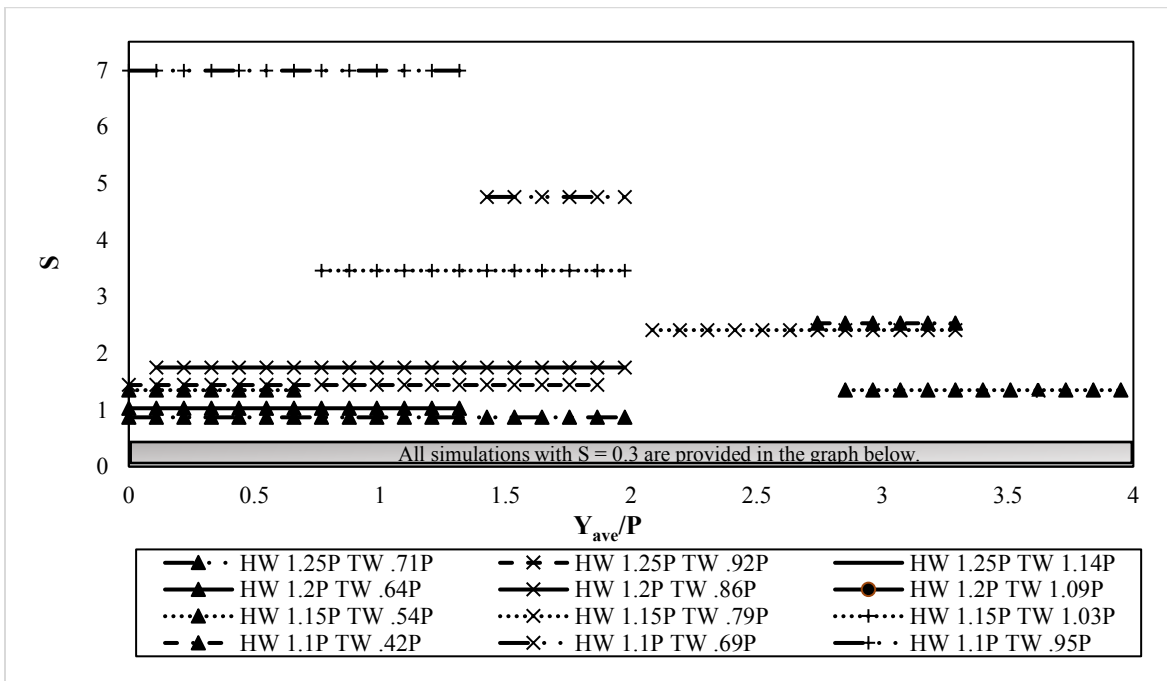 7
6
5
4
3
2
1
0
S
All simulations with S = 0.3 are provided in the graph below.
0 0.5 1 1.5 2 2.5 3 3.5 4
Yave/P
HW 1.25P TW .71P HW 1.25P TW .92P HW 1.25P TW 1.14P
HW 1.2P TW .64P HW 1.2P TW .86P HW 1.2P TW 1.09P
HW 1.15P TW .54P HW 1.15P TW .79P HW 1.15P TW 1.03P
HW 1.1P TW .42P HW 1.1P TW .69P HW 1.1P TW .95P